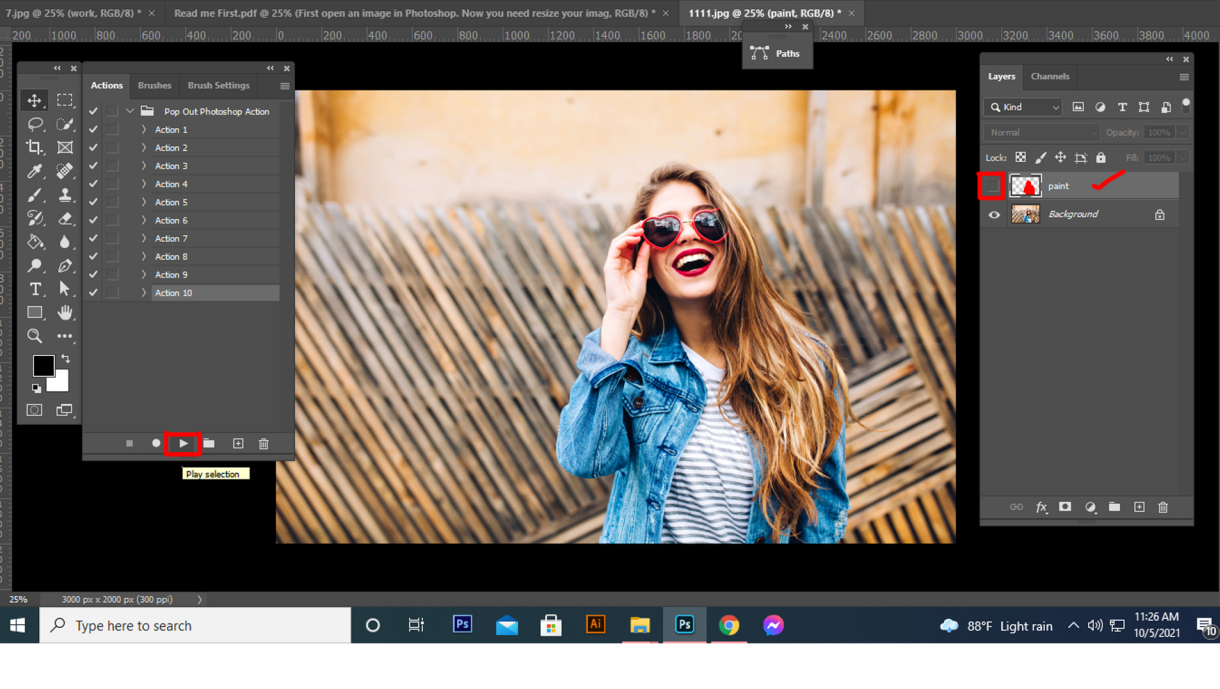 7.jpg @ 25% (work, RGB/8) * ×
Read me First.pdf @ 25% (First open an image in Photoshop. Now you need resize your imag, RGB/8) * ×
1111.jpg @ 25% (paint, RGB/8) * ×
200 1000 800 600 400 200 0 200 400 600 800 1000 1200 1400 1600 1800 2400 2600 2800 3000 3200 3400 3600 3800 4000
Paths
Actions Brushes Brush Settings
Pop Out Photoshop Action
Action 1
Action 2
Action 3
Action 4
Action 5
Action 6
Action 7
Action 8
Action 9
Action 10
Play selection
Layers Channels
Kind
Normal Opacity: 100%
Lock: Fill: 100%
paint
Background
25% 3000 px x 2000 px (300 ppi)
Type here to search
Ps
Ai
Ps
88°F Light rain
11:26 AM
10/5/2021
10